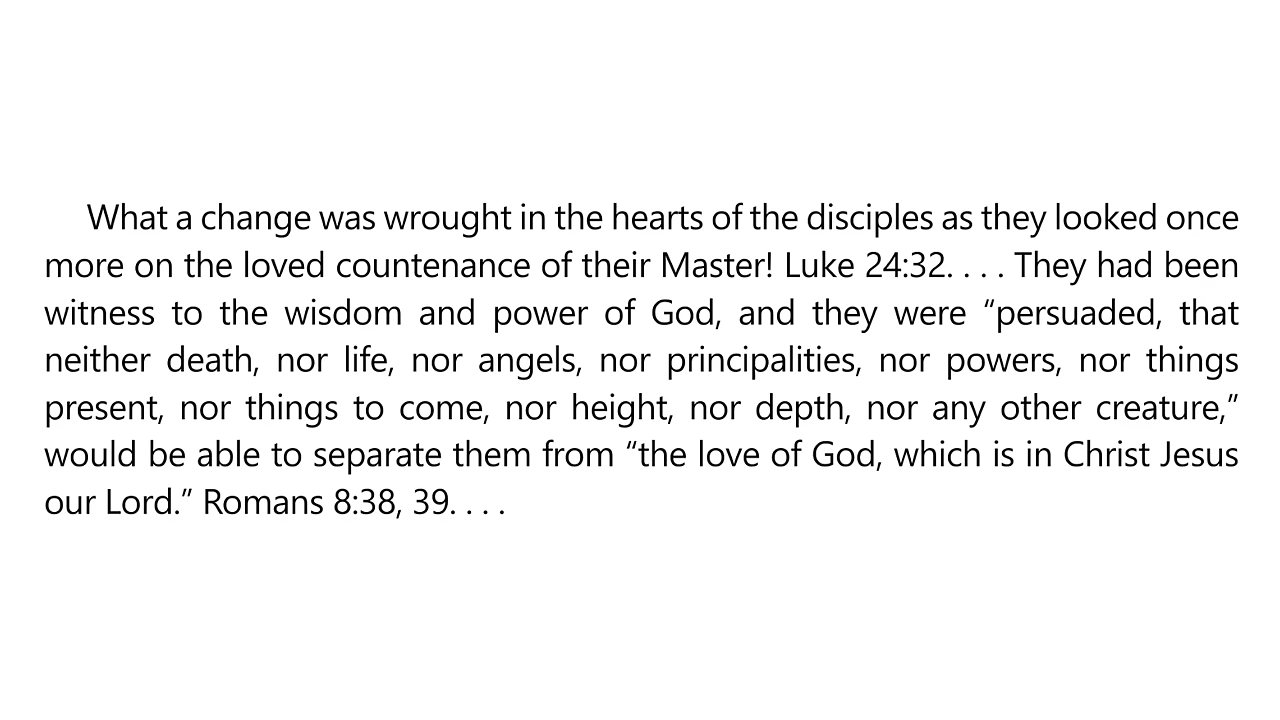 What a change was wrought in the hearts of the disciples as they looked once
more on the loved countenance of their Master! Luke 24:32. . . . They had been
witness to the wisdom and power of God, and they were “persuaded, that
neither death, nor life, nor angels, nor principalities, nor powers, nor things
present, nor things to come, nor height, nor depth, nor any other creature,”
would be able to separate them from “the love of God, which is in Christ Jesus
our Lord.” Romans 8:38, 39. . . .